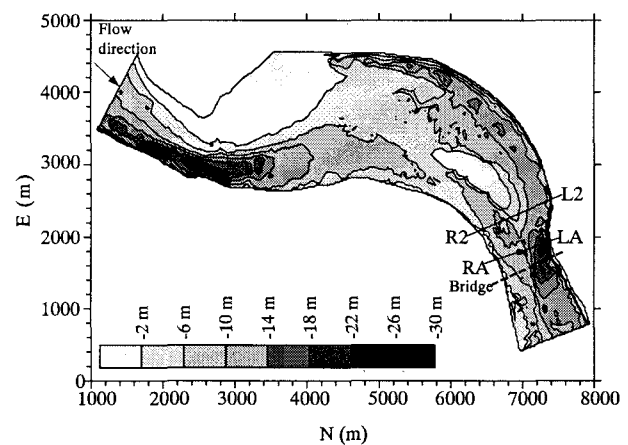 Flow
direction
5000
4000
3000
2000
1000
0
E (m)
L2
R2
LA
RA
Bridge
-2 m
-6 m
-10 m
-14 m
-18 m
-22 m
-26 m
-30 m
1000 2000 3000 4000 5000 6000 7000 8000
N (m)